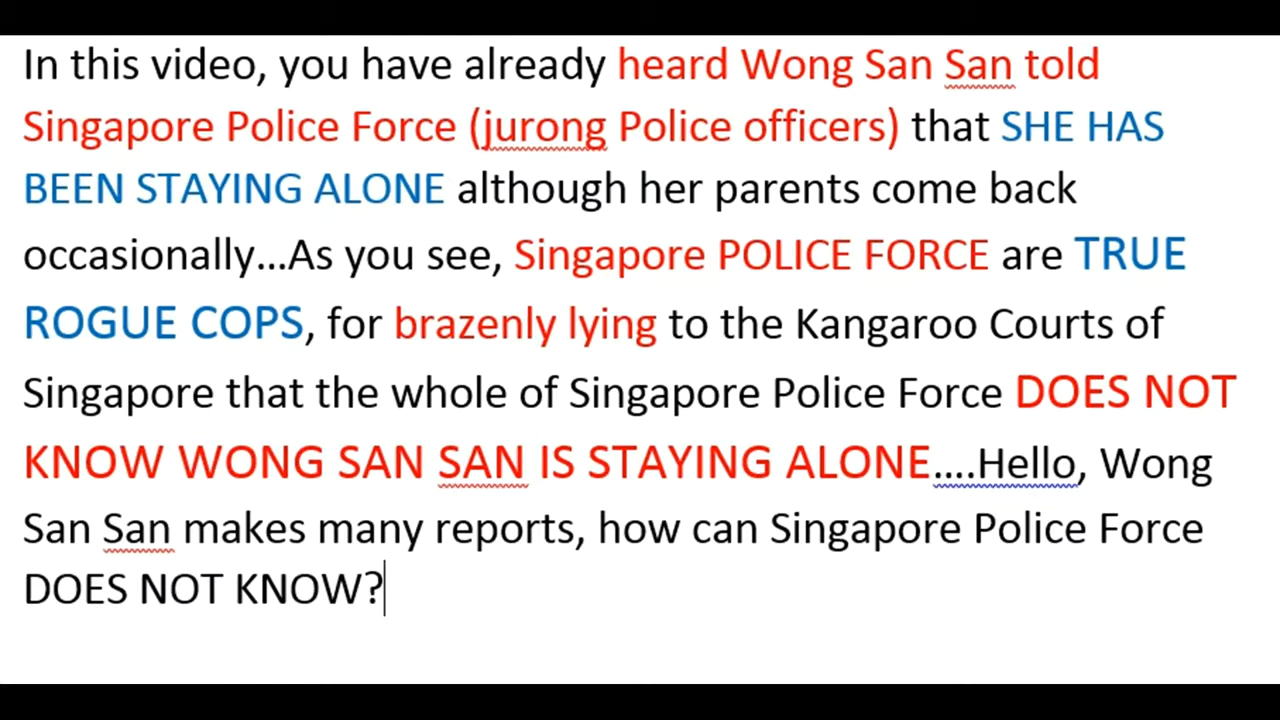 In this video, you have already heard Wong San San told
Singapore Police Force (jurong Police officers) that SHE HAS
BEEN STAYING ALONE although her parents come back
occasionally...As you see, Singapore POLICE FORCE are TRUE
ROGUE COPS, for brazenly lying to the Kangaroo Courts of
Singapore that the whole of Singapore Police Force DOES NOT
KNOW WONG SAN SAN IS STAYING ALONE....Hello, Wong
San San makes many reports, how can Singapore Police Force
DOES NOT KNOW?